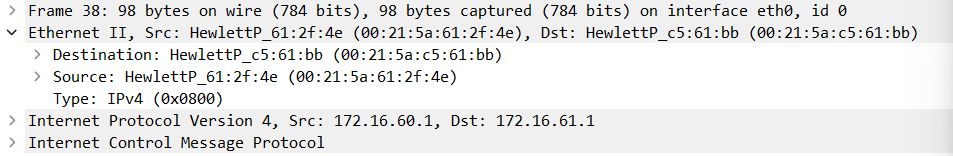 Frame 38: 98 bytes on wire (784 bits), 98 bytes captured (784 bits) on interface eth0, id 0
Ethernet II, Src: HewlettP_61:2f:4e (00:21:5a:61:2f:4e), Dst: HewlettP_c5:61:bb (00:21:5a:c5:61:bb)
Destination: HewlettP_c5:61:bb (00:21:5a:c5:61:bb)
Source: HewlettP_61:2f:4e (00:21:5a:61:2f:4e)
Type: IPv4 (0x0800)
Internet Protocol Version 4, Src: 172.16.60.1, Dst: 172.16.61.1
Internet Control Message Protocol